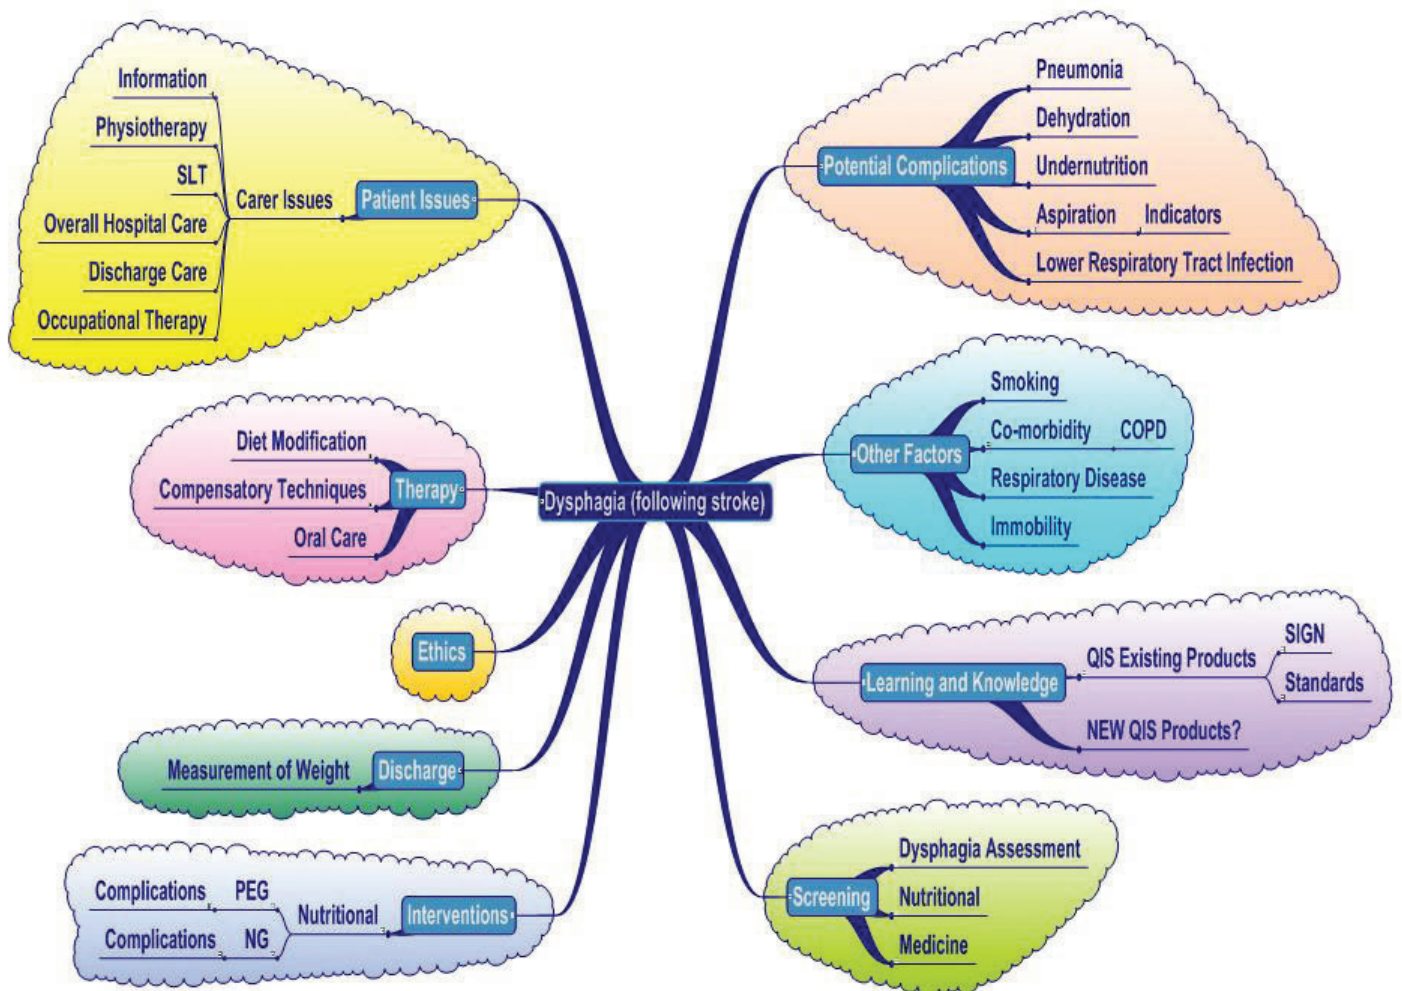 Information
Physiotherapy
SLT
Overall Hospital Care
Discharge Care
Occupational Therapy
Carer Issues
Patient Issues
Pneumonia
Dehydration
Potential Complications
Undernutrition
Aspiration
Indicators
Lower Respiratory Tract Infection
Smoking
Co-morbidity
COPD
Other Factors
Respiratory Disease
Immobility
Diet Modification
Compensatory Techniques
Therapy
Oral Care
Dysphagia (following stroke)
Ethics
SIGN
QIS Existing Products
Standards
Learning and Knowledge
NEW QIS Products?
Measurement of Weight
Discharge
Dysphagia Assessment
Screening
Nutritional
Medicine
Complications
PEG
Nutritional
Interventions
Complications
NG